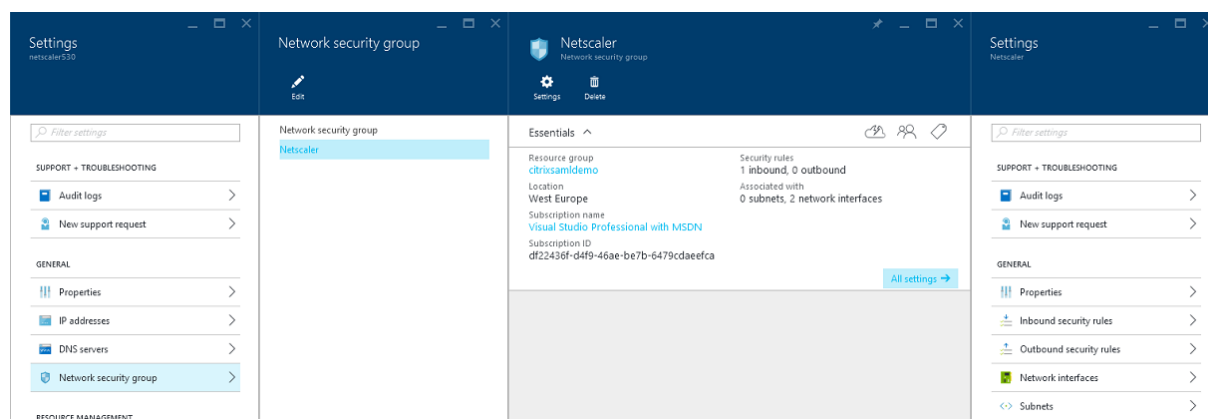 Settings
netscaler530
Filter settings
SUPPORT + TROUBLESHOOTING
Audit logs
New support request
GENERAL
Properties
IP addresses
DNS servers
Network security group
RESOURCE MANAGEMENT
Network security group
Edit
Network security group
Netscaler
Netscaler
Network security group
Settings
Delete
Essentials
Resource group
citrixsamldemo
Location
West Europe
Subscription name
Visual Studio Professional with MSDN
Subscription ID
df22436f-d4f9-46ae-be7b-6479cdaeefca
Security rules
1 inbound, 0 outbound
Associated with
0 subnets, 2 network interfaces
All settings →
Settings
Netscaler
Filter settings
SUPPORT + TROUBLESHOOTING
Audit logs
New support request
GENERAL
Properties
Inbound security rules
Outbound security rules
Network interfaces
Subnets